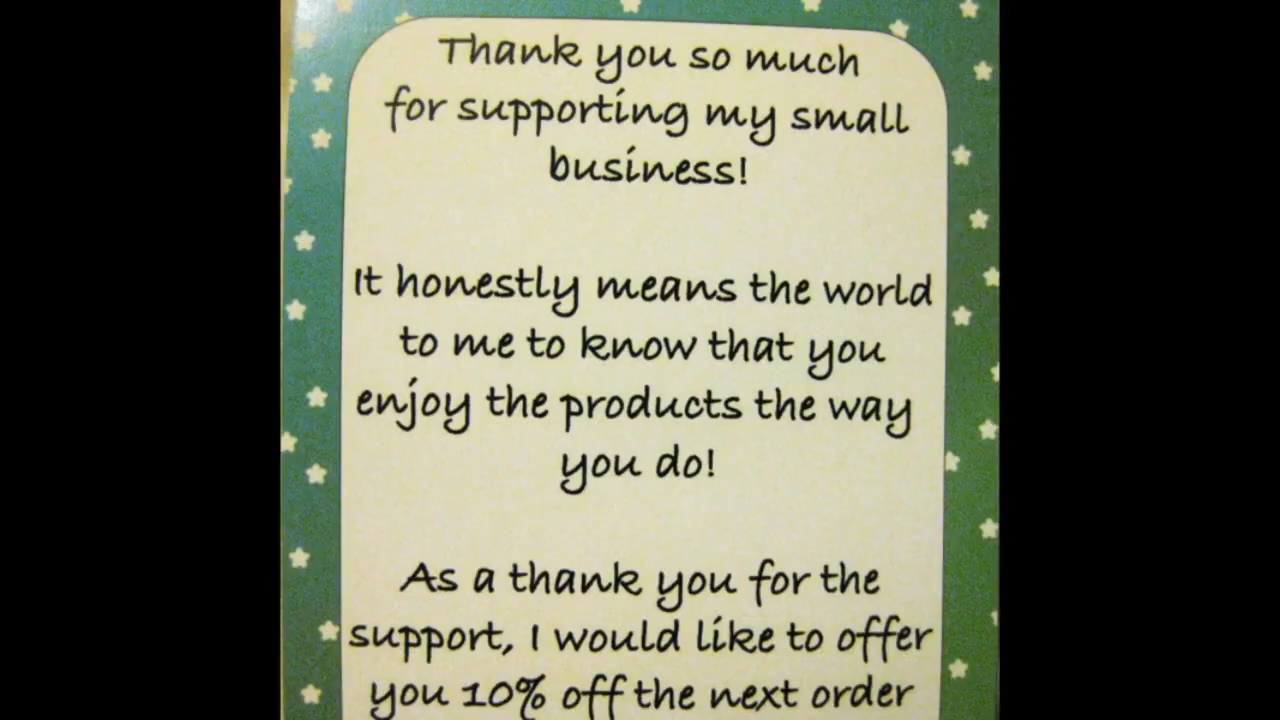 Thank you so much
for supporting my small
business!
It honestly means the world
to me to know that you
enjoy the products the way
you do!
As a thank you for the
support, I would like to offer
you 10% off the next order